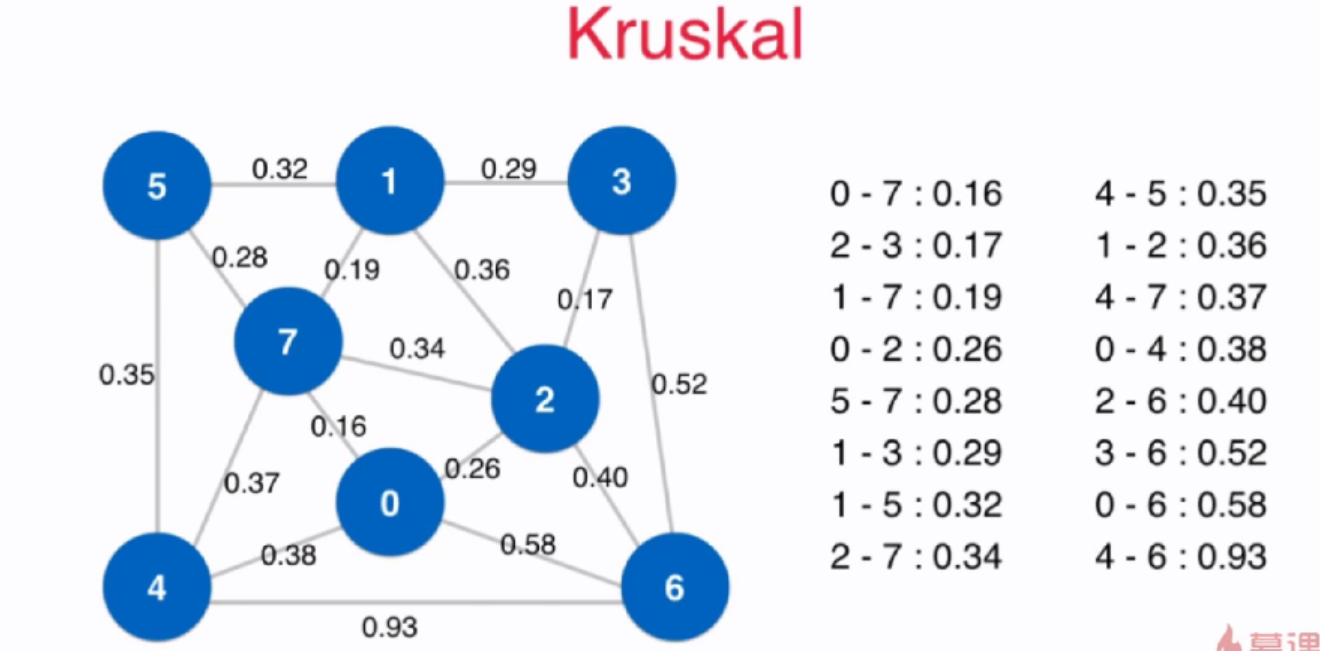 Kruskal
5 0.32 1 0.29 3
0.28 0.19 0.36 0.17
7 0.34 2
0.35 0.52
0.16 0.26 0.40
0.37 0
0.38 0.58
4 6
0.93
0 - 7 : 0.16 4 - 5 : 0.35
2 - 3 : 0.17 1 - 2 : 0.36
1 - 7 : 0.19 4 - 7 : 0.37
0 - 2 : 0.26 0 - 4 : 0.38
5 - 7 : 0.28 2 - 6 : 0.40
1 - 3 : 0.29 3 - 6 : 0.52
1 - 5 : 0.32 0 - 6 : 0.58
2 - 7 : 0.34 4 - 6 : 0.93
慕课